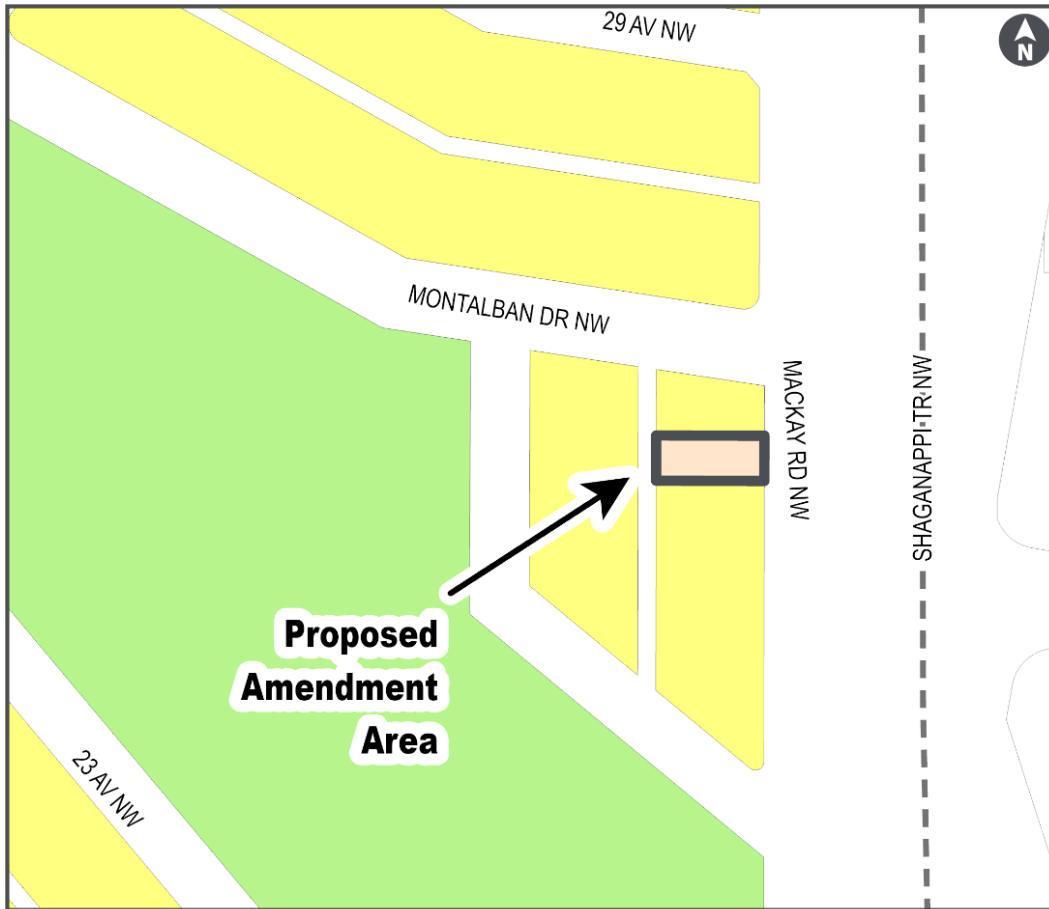 29 AV NW
N
MONTALBAN DR NW
MACKAY RD NW
SHAGANAPPI TR NW
Proposed
Amendment
Area
23 AV NW